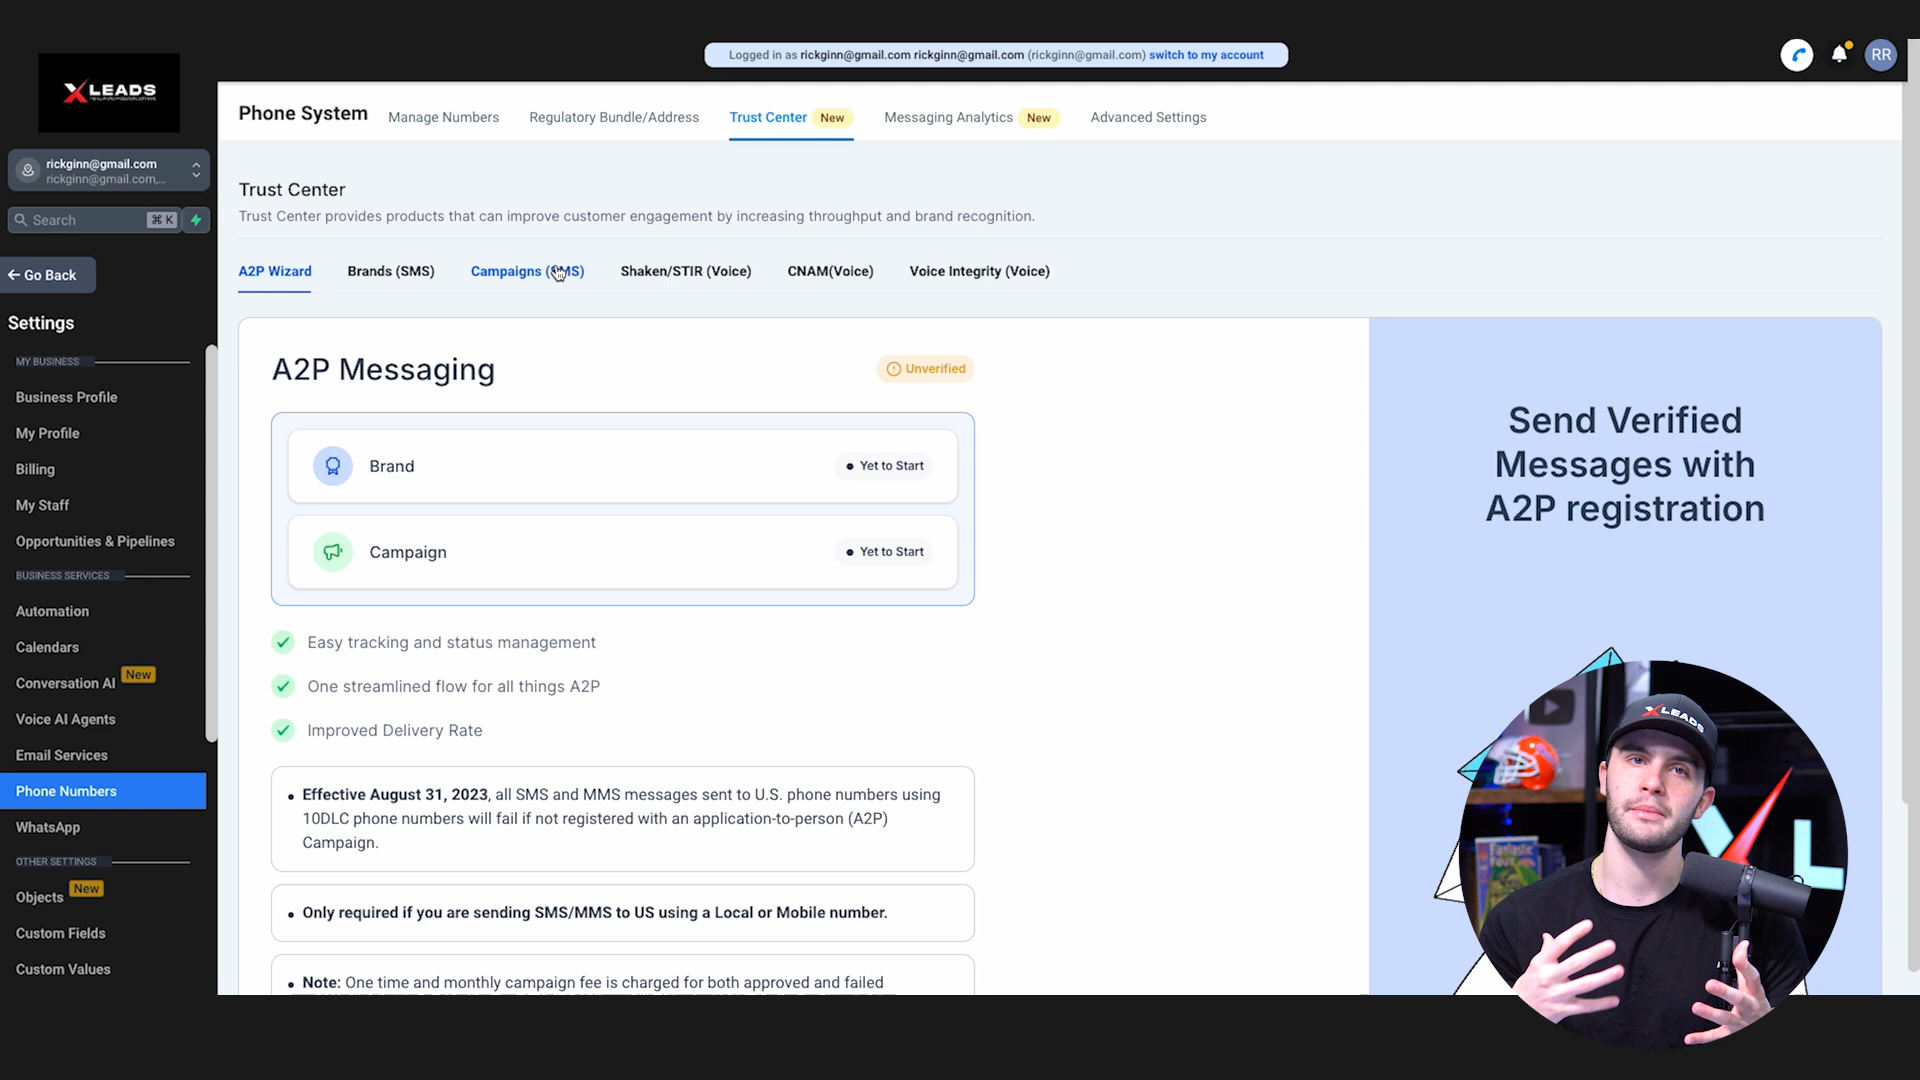 Logged in as rickginn@gmail.com rickginn@gmail.com (rickginn@gmail.com) switch to my account
RR
XLEADS
rickginn@gmail.com
rickginn@gmail.com,...
Search ⌘ K
Go Back
Settings
MY BUSINESS
Business Profile
My Profile
Billing
My Staff
Opportunities & Pipelines
BUSINESS SERVICES
Automation
Calendars
Conversation AI New
Voice AI Agents
Email Services
Phone Numbers
WhatsApp
OTHER SETTINGS
Objects New
Custom Fields
Custom Values
Phone System Manage Numbers Regulatory Bundle/Address Trust Center New Messaging Analytics New Advanced Settings
Trust Center
Trust Center provides products that can improve customer engagement by increasing throughput and brand recognition.
A2P Wizard Brands (SMS) Campaigns (SMS) Shaken/STIR (Voice) CNAM(Voice) Voice Integrity (Voice)
A2P Messaging Unverified
Brand Yet to Start
Campaign Yet to Start
Easy tracking and status management
One streamlined flow for all things A2P
Improved Delivery Rate
• Effective August 31, 2023, all SMS and MMS messages sent to U.S. phone numbers using
10DLC phone numbers will fail if not registered with an application-to-person (A2P)
Campaign.
• Only required if you are sending SMS/MMS to US using a Local or Mobile number.
• Note: One time and monthly campaign fee is charged for both approved and failed
Send Verified
Messages with
A2P registration
XLEADS
Fantastic
Four
XL